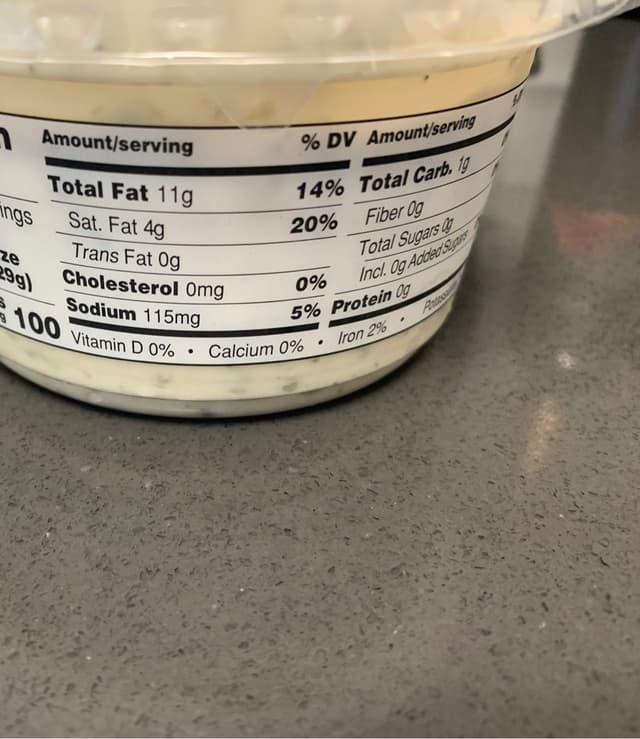 ings
ze
29g)
100
Amount/serving % DV
Total Fat 11g 14%
Sat. Fat 4g 20%
Trans Fat 0g
Cholesterol 0mg 0%
Sodium 115mg 5%
Amount/serving
Total Carb. 1g
Fiber 0g
Total Sugars 0g
Incl. 0g Added Sugars
Protein 0g
Vitamin D 0% • Calcium 0% • Iron 2% •